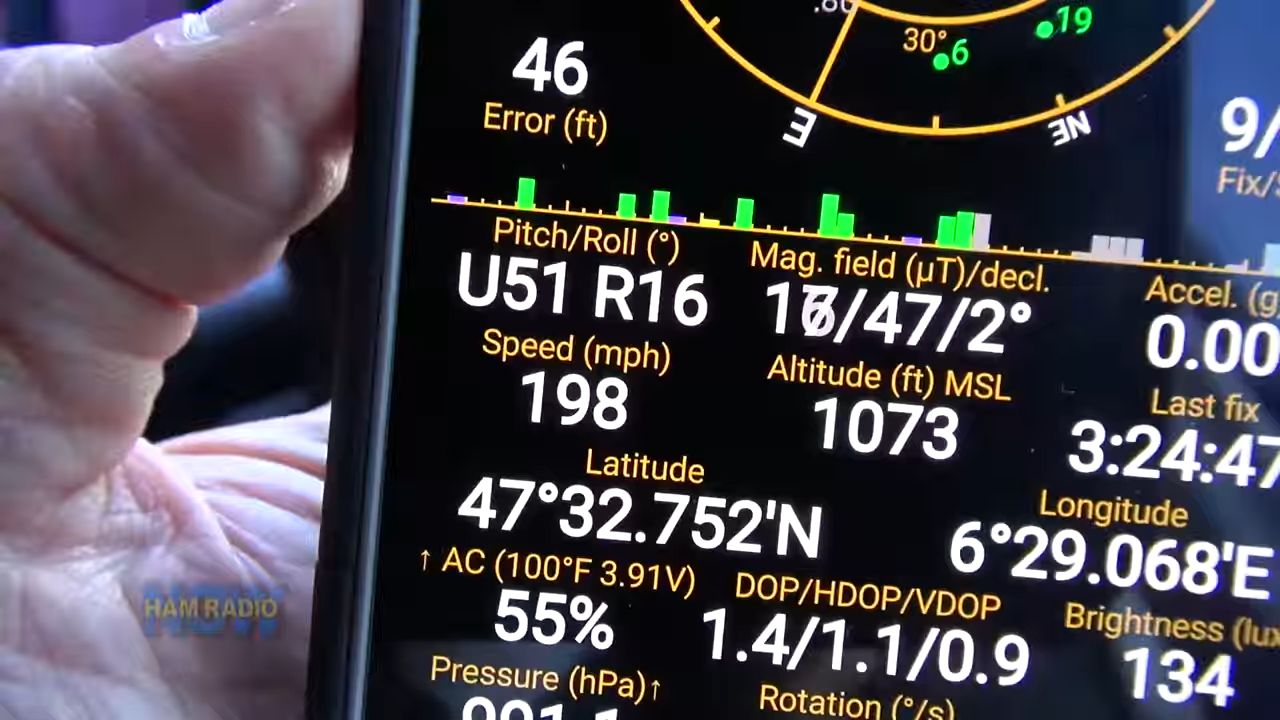 19
30° 6
46
Error (ft)
E
NE
9/
Fix/
Pitch/Roll (°)
Mag. field (µT)/decl.
Accel. (g
U51 R16
/47/2°
0.00
Speed (mph)
Altitude (ft) MSL
Last fix
198
1073
3:24:47
Latitude
Longitude
47°32.752'N
6°29.068'E
↑ AC (100°F 3.91V)
DOP/HDOP/VDOP
Brightness (lux
55%
1.4/1.1/0.9
134
Pressure (hPa)↑
Rotation (°/s)
991.1
HAM RADIO
NOW